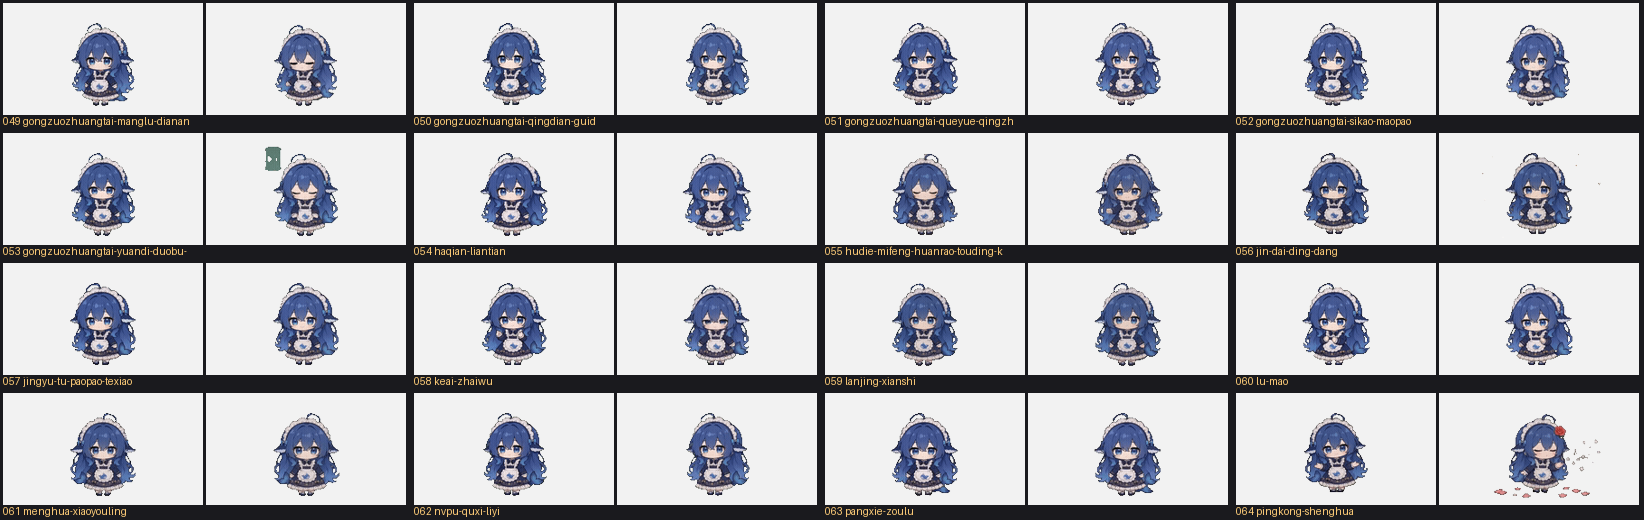 049 gongzuozhuangtai-manglu-dianan
050 gongzuozhuangtai-qingdian-guid
051 gongzuozhuangtai-queyue-qingzh
052 gongzuozhuangtai-sikao-maopao
053 gongzuozhuangtai-yuandi-duobu-
054 haqian-liantian
055 hudie-mifeng-huanrao-touding-k
056 jin-dai-ding-dang
057 jingyu-tu-paopao-texiao
058 keai-zhaiwu
059 lanjing-xianshi
060 lu-mao
061 menghua-xiaoyouling
062 nvpu-quxi-liyi
063 pangxie-zoulu
064 pingkong-shenghua